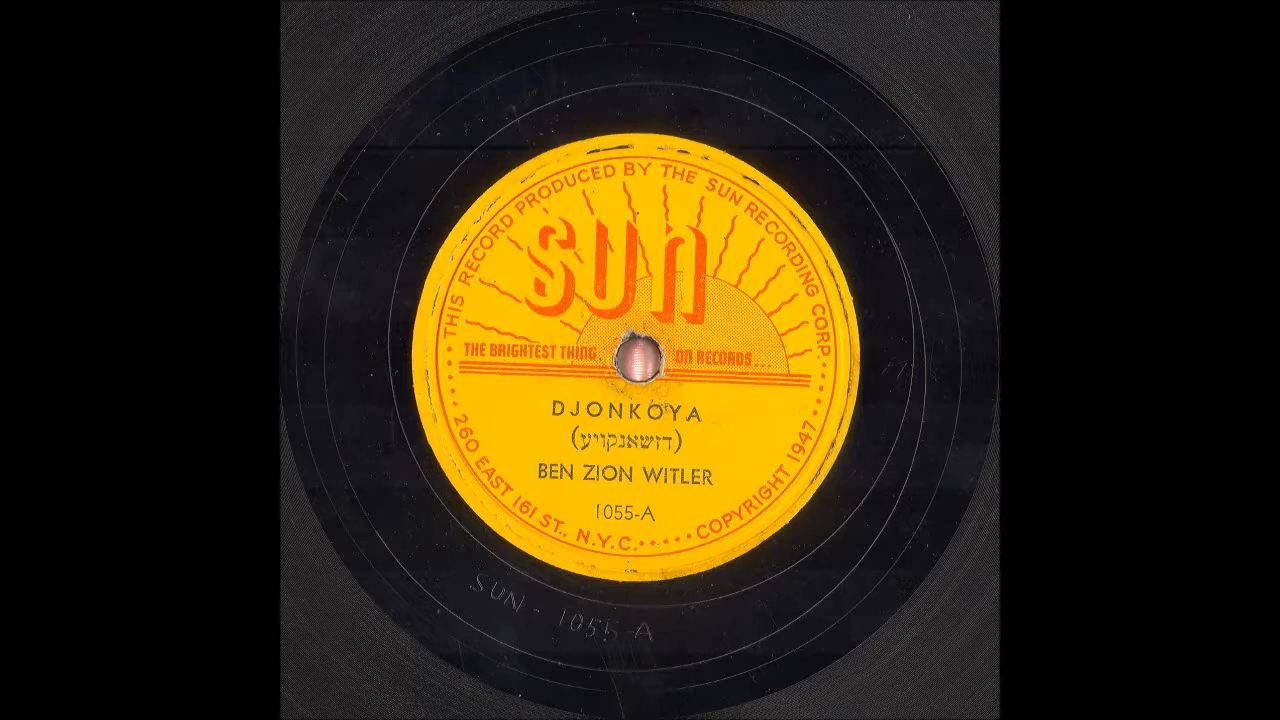 THIS RECORD PRODUCED BY THE SUN RECORDING CORP.
Sun
THE BRIGHTEST THING ON RECORDS...
DJONKOYA
(דזשאנקויע)
BEN ZION WITLER
1055-A
260 EAST 161 ST., N.Y.C. ····· COPYRIGHT 1947
SUN - 1055-A